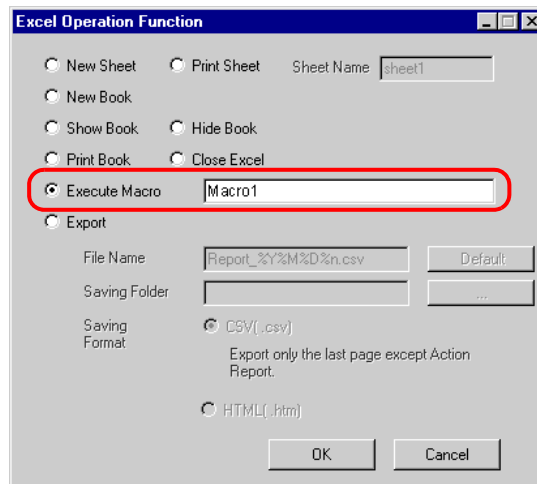 Excel Operation Function
New Sheet Print Sheet Sheet Name sheet1
New Book
Show Book Hide Book
Print Book Close Excel
Execute Macro Macro1
Export
File Name Report_%Y%M%D%n.csv Default
Saving Folder ...
Saving CSV( .csv)
Format
Export only the last page except Action
Report.
HTML( .htm)
OK Cancel